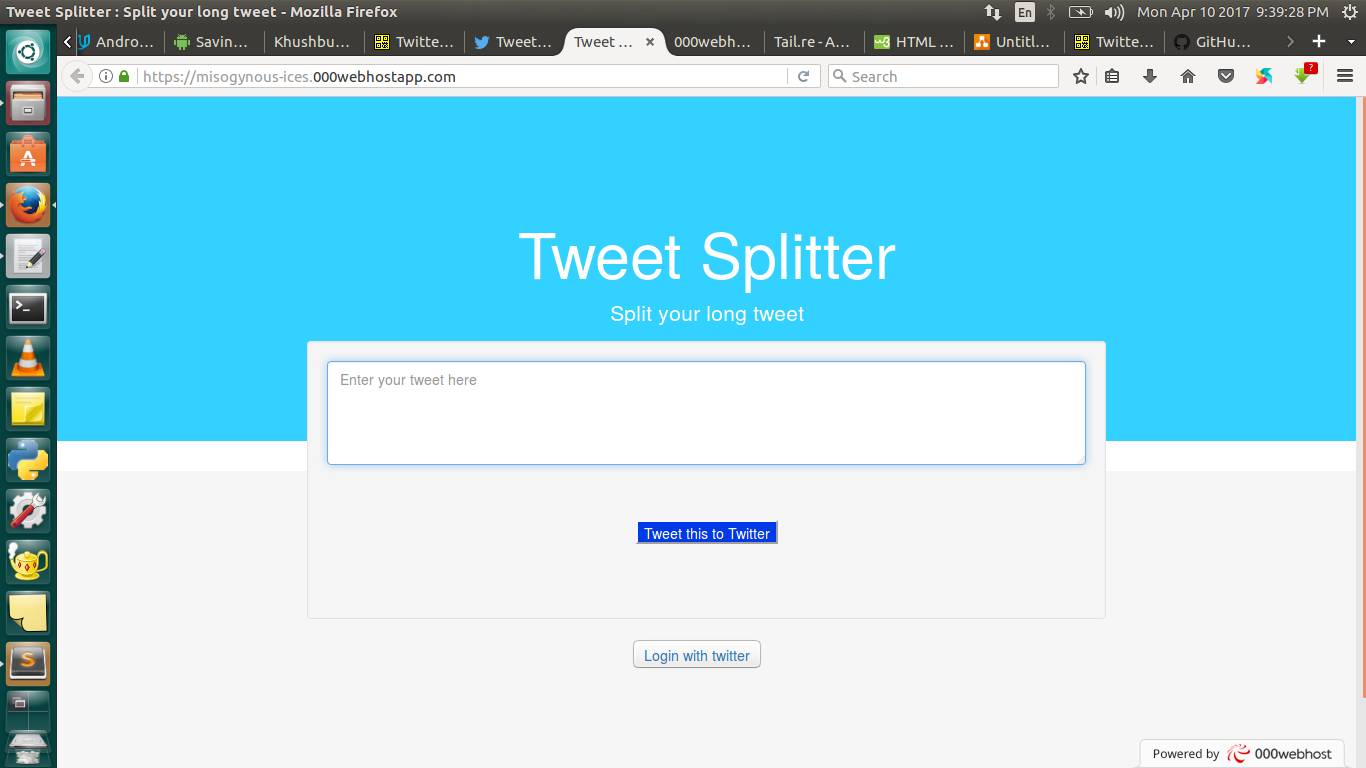 Tweet Splitter : Split your long tweet - Mozilla Firefox
En
Mon Apr 10 2017 9:39:28 PM
Andro...
Savin...
Khushbu...
Twitte...
Tweet...
Tweet ...
000webh...
Tail.re - A...
HTML ...
Untitl...
Twitte...
GitHu...
https://misogynous-ices.000webhostapp.com
Search
Tweet Splitter
Split your long tweet
Enter your tweet here
Tweet this to Twitter
Login with twitter
Powered by 000webhost